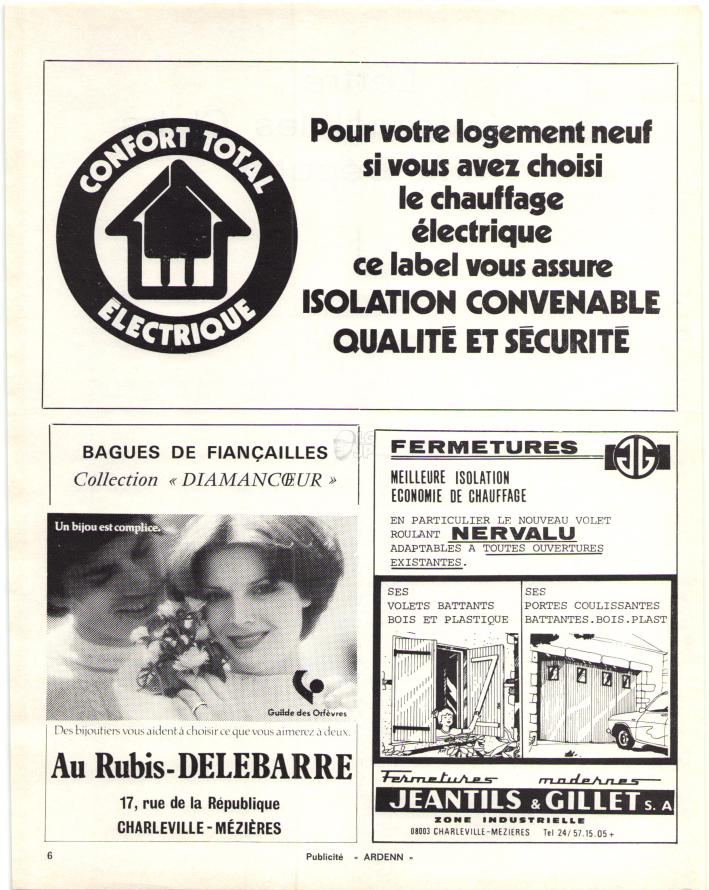 CONFORT TOTAL
ÉLECTRIQUE
Pour votre logement neuf
si vous avez choisi
le chauffage
électrique
ce label vous assure
ISOLATION CONVENABLE
QUALITÉ ET SÉCURITÉ
BAGUES DE FIANÇAILLES
Collection « DIAMANCŒUR »
Un bijou est complice.
Guilde des Orfèvres
Des bijoutiers vous aident à choisir ce que vous aimerez à deux.
Au Rubis-DELEBARRE
17, rue de la République
CHARLEVILLE - MÉZIÈRES
FERMETURES
JG
MEILLEURE ISOLATION
ECONOMIE DE CHAUFFAGE
EN PARTICULIER LE NOUVEAU VOLET
ROULANT NERVALU
ADAPTABLES A TOUTES OUVERTURES
EXISTANTES.
SES
VOLETS BATTANTS
BOIS ET PLASTIQUE
SES
PORTES COULISSANTES
BATTANTES.BOIS.PLAST
Fermetures modernes
JEANTILS & GILLET S. A
ZONE INDUSTRIELLE
08003 CHARLEVILLE-MEZIERES Tel 24/57.15.05+
6
Publicité « ARDENN »